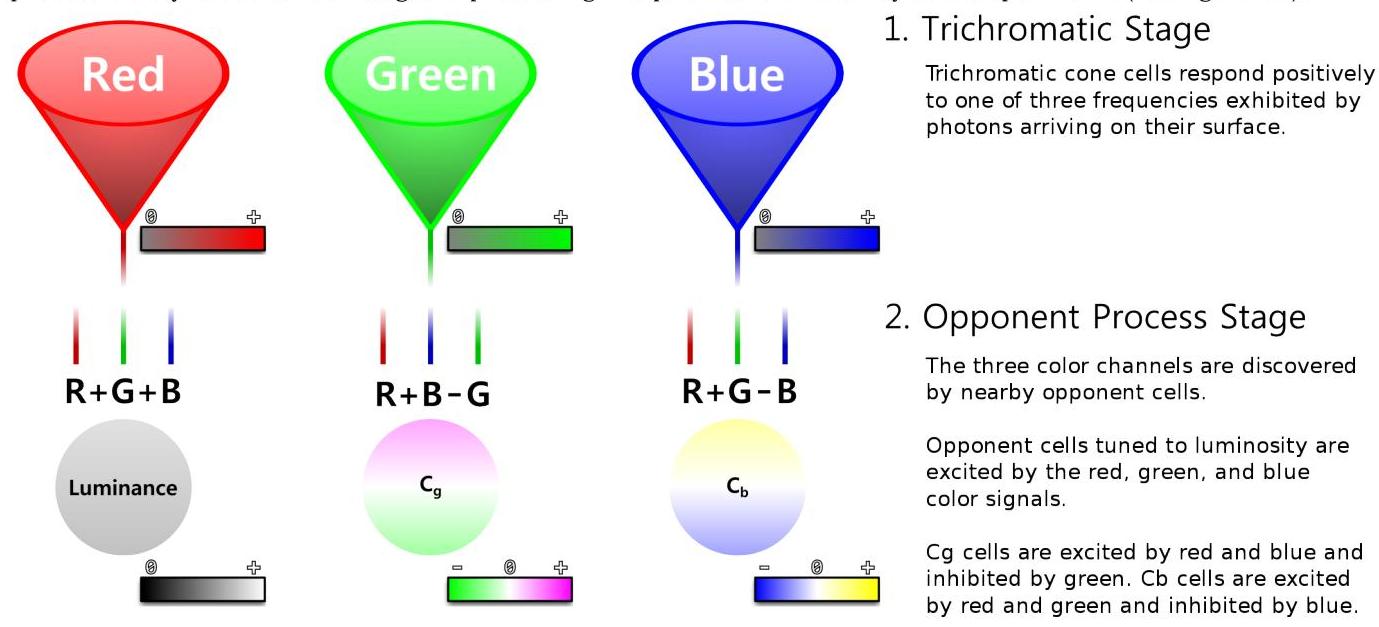 Red
Green
Blue
0 +
0 +
0 +
1. Trichromatic Stage
Trichromatic cone cells respond positively
to one of three frequencies exhibited by
photons arriving on their surface.
R+G+B
R+B-G
R+G-B
Luminance
Cg
Cb
0 +
- 0 +
- 0 +
2. Opponent Process Stage
The three color channels are discovered
by nearby opponent cells.
Opponent cells tuned to luminosity are
excited by the red, green, and blue
color signals.
Cg cells are excited by red and blue and
inhibited by green. Cb cells are excited
by red and green and inhibited by blue.